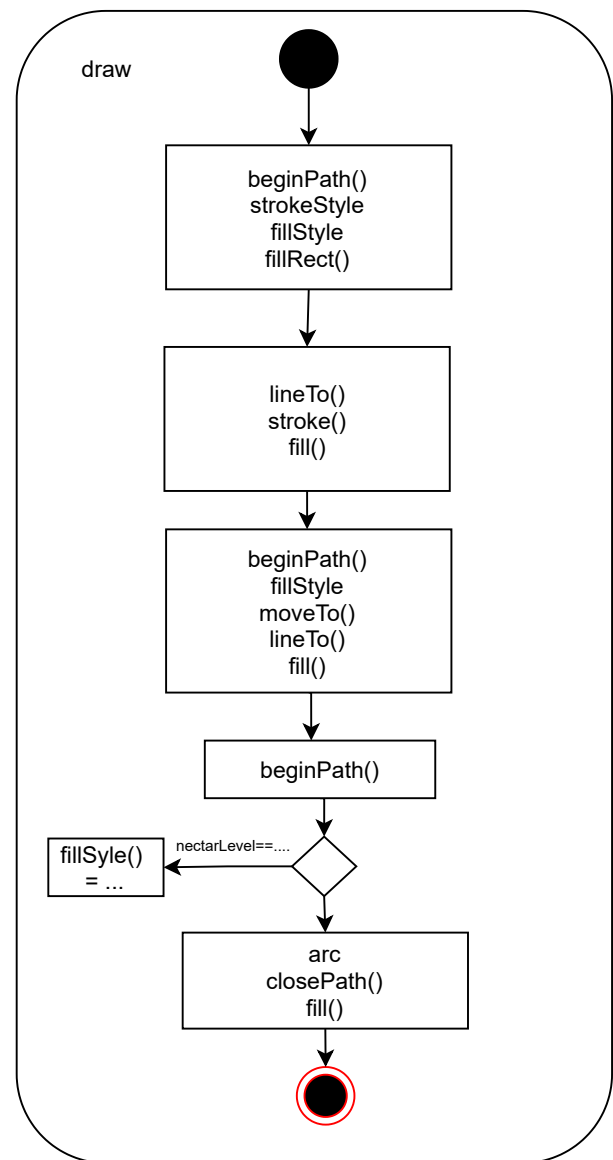 draw
beginPath()
strokeStyle
fillStyle
fillRect()
lineTo()
stroke()
fill()
beginPath()
fillStyle
moveTo()
lineTo()
fill()
beginPath()
nectarLevel==....
fillSyle()
= ...
arc
closePath()
fill()